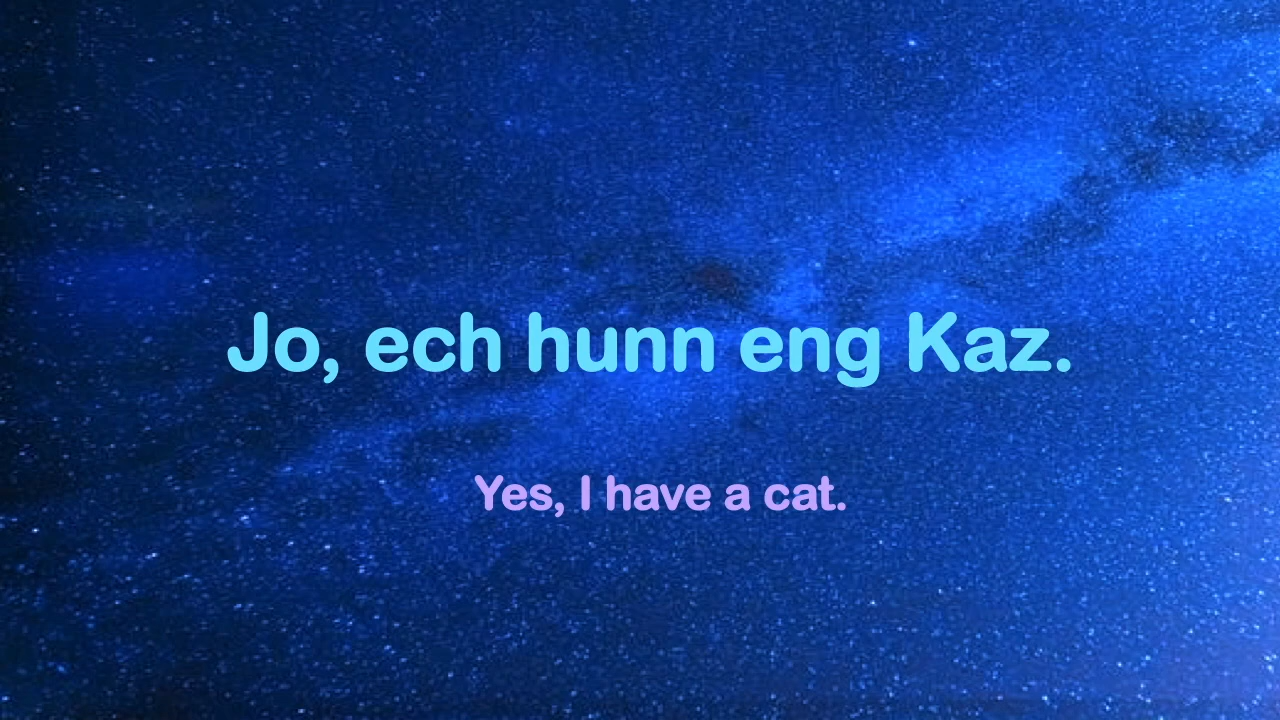 Jo, ech hunn eng Kaz.
Yes, I have a cat.